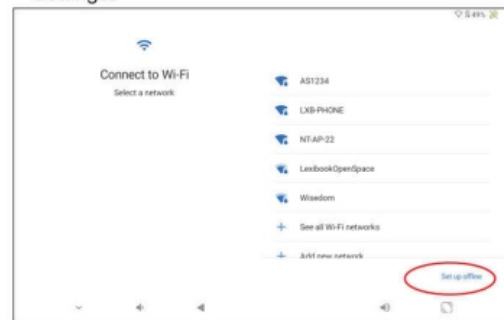 Connect to Wi-Fi
Select a network
AS1234
LXB-PHONE
NT-AP-22
LexibookOpenSpace
Wisedom
See all Wi-Fi networks
Add new network
Set up offline